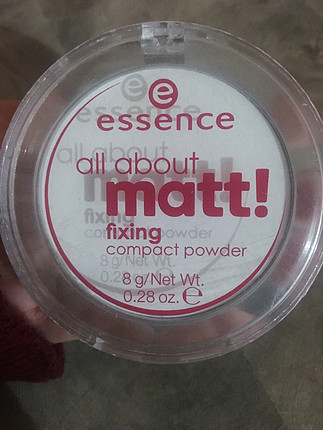 e
essence
all about
matt!
fixing
compact powder
8 g/Net Wt.
0.28 oz. ℮